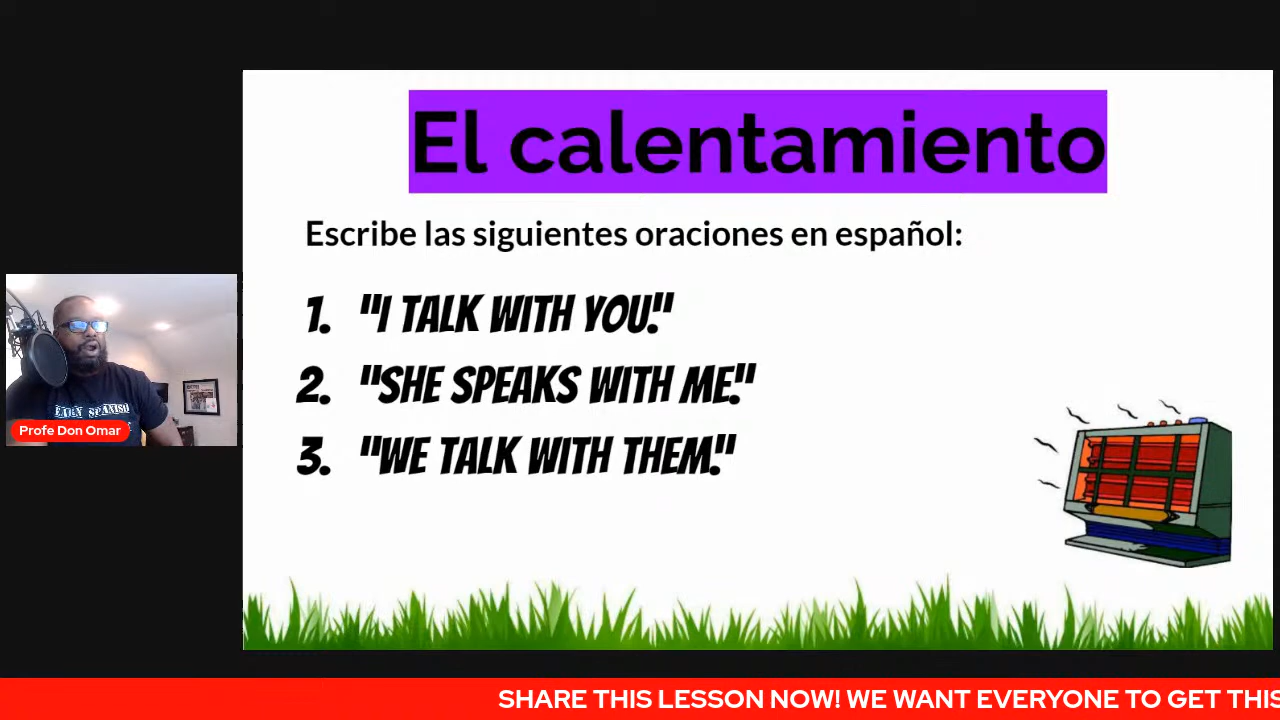 El calentamiento
Escribe las siguientes oraciones en español:
1. "I TALK WITH YOU."
2. "SHE SPEAKS WITH ME."
3. "WE TALK WITH THEM."
SPANISH
Profe Don Omar
SHARE THIS LESSON NOW! WE WANT EVERYONE TO GET THIS